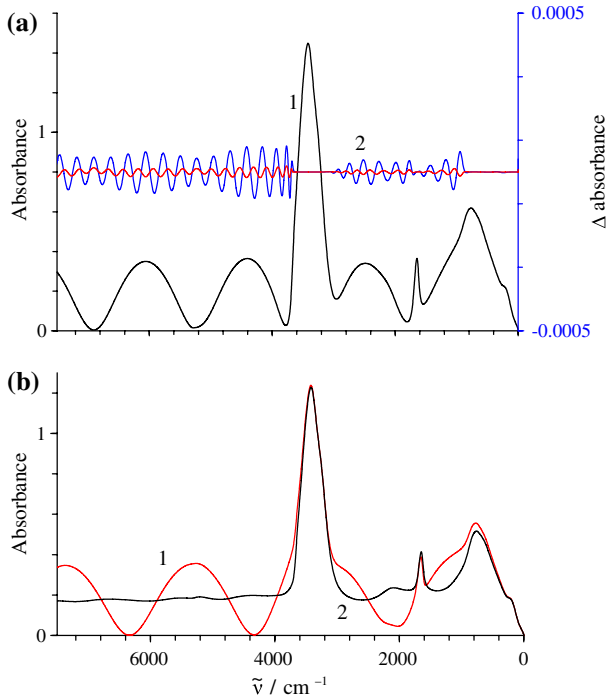 (a)
0.0005
1
1
2
Absorbance
Δ absorbance
0
-0.0005
(b)
1
1
2
Absorbance
0
6000 4000 2000 0
ṽ / cm⁻¹